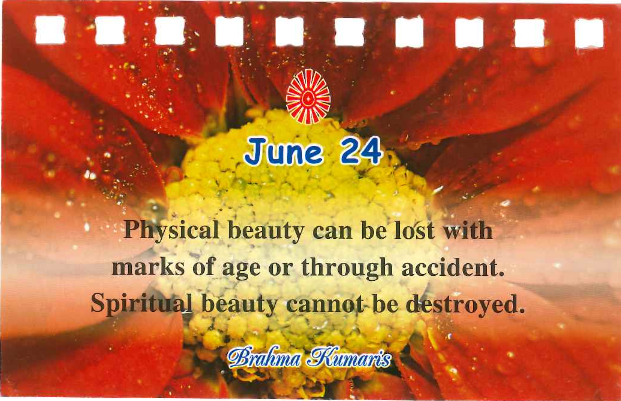 June 24
Physical beauty can be lost with
marks of age or through accident.
Spiritual beauty cannot be destroyed.
Brahma Kumaris